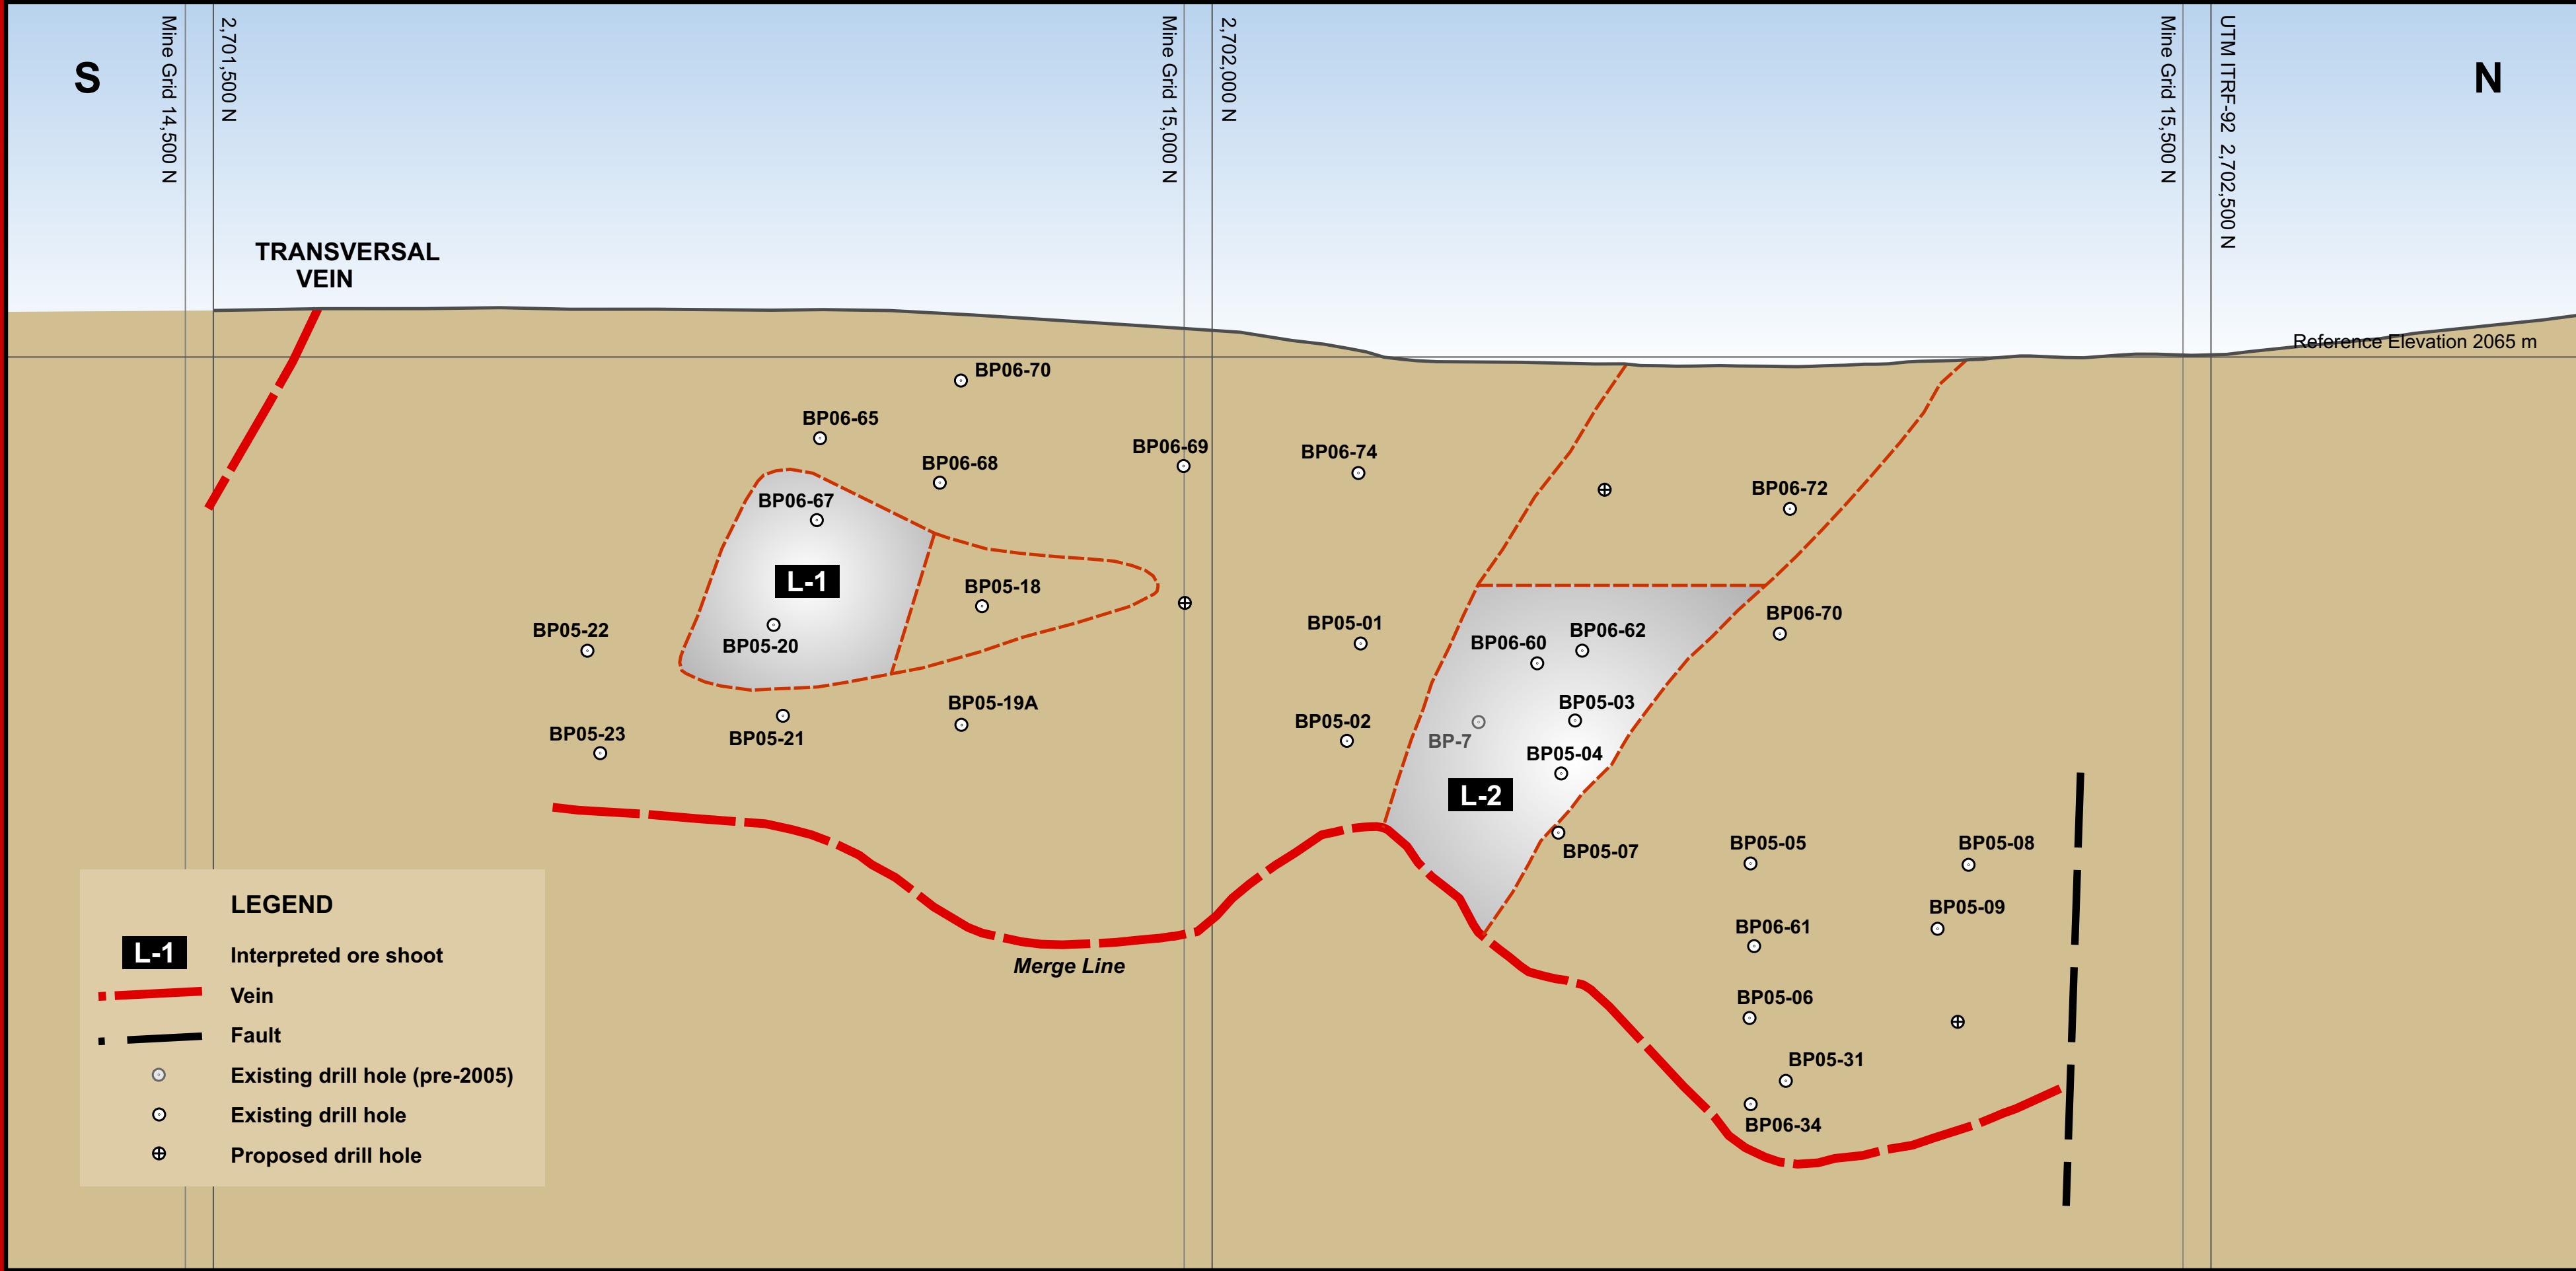 S
Mine Grid 14,500 N
2,701,500 N
Mine Grid 15,000 N
2,702,000 N
Mine Grid 15,500 N
UTM ITRF-92 2,702,500 N
N
TRANSVERSAL
VEIN
Reference Elevation 2065 m
BP06-70
BP06-65
BP06-69
BP06-74
BP06-68
BP06-72
BP06-67
L-1
BP05-18
BP06-70
BP05-01
BP05-22
BP06-62
BP06-60
BP05-20
BP05-03
BP05-19A
BP05-02
BP05-23
BP05-21
BP-7
BP05-04
L-2
BP05-07
BP05-05
BP05-08
BP05-09
BP06-61
Merge Line
BP05-06
BP05-31
BP06-34
LEGEND
L-1 Interpreted ore shoot
Vein
Fault
Existing drill hole (pre-2005)
Existing drill hole
Proposed drill hole